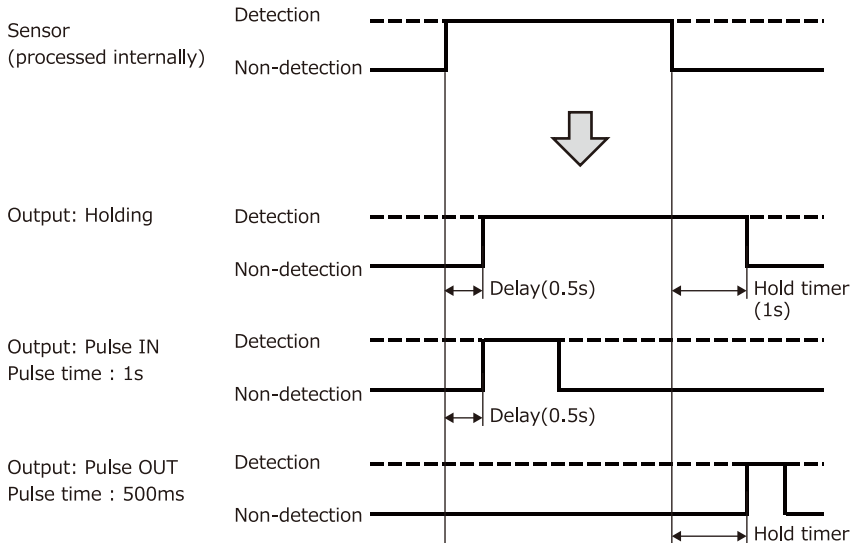 Sensor
(processed internally)
Detection
Non-detection
Output: Holding
Detection
Non-detection
Delay(0.5s)
Hold timer
(1s)
Output: Pulse IN
Pulse time : 1s
Detection
Non-detection
Delay(0.5s)
Output: Pulse OUT
Pulse time : 500ms
Detection
Non-detection
Hold timer